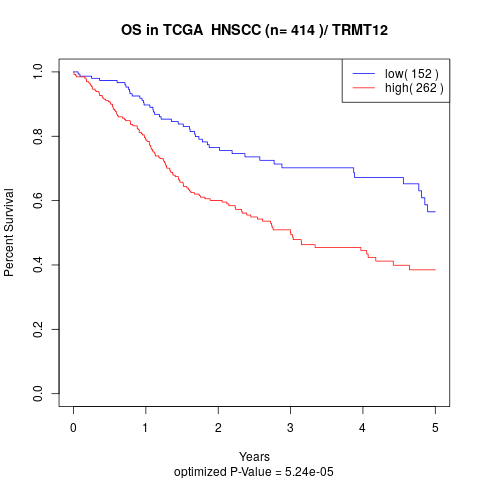 OS in TCGA  HNSCC (n= 414 )/ TRMT12
low( 152 )
high( 262 )
Percent Survival
1.0
0.8
0.6
0.4
0.2
0.0
0 1 2 3 4 5
Years
optimized P-Value = 5.24e-05